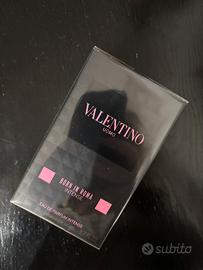 VALENTINO
UOMO
BORN IN ROMA
INTENSE
EAU DE PARFUM INTENSE
subito